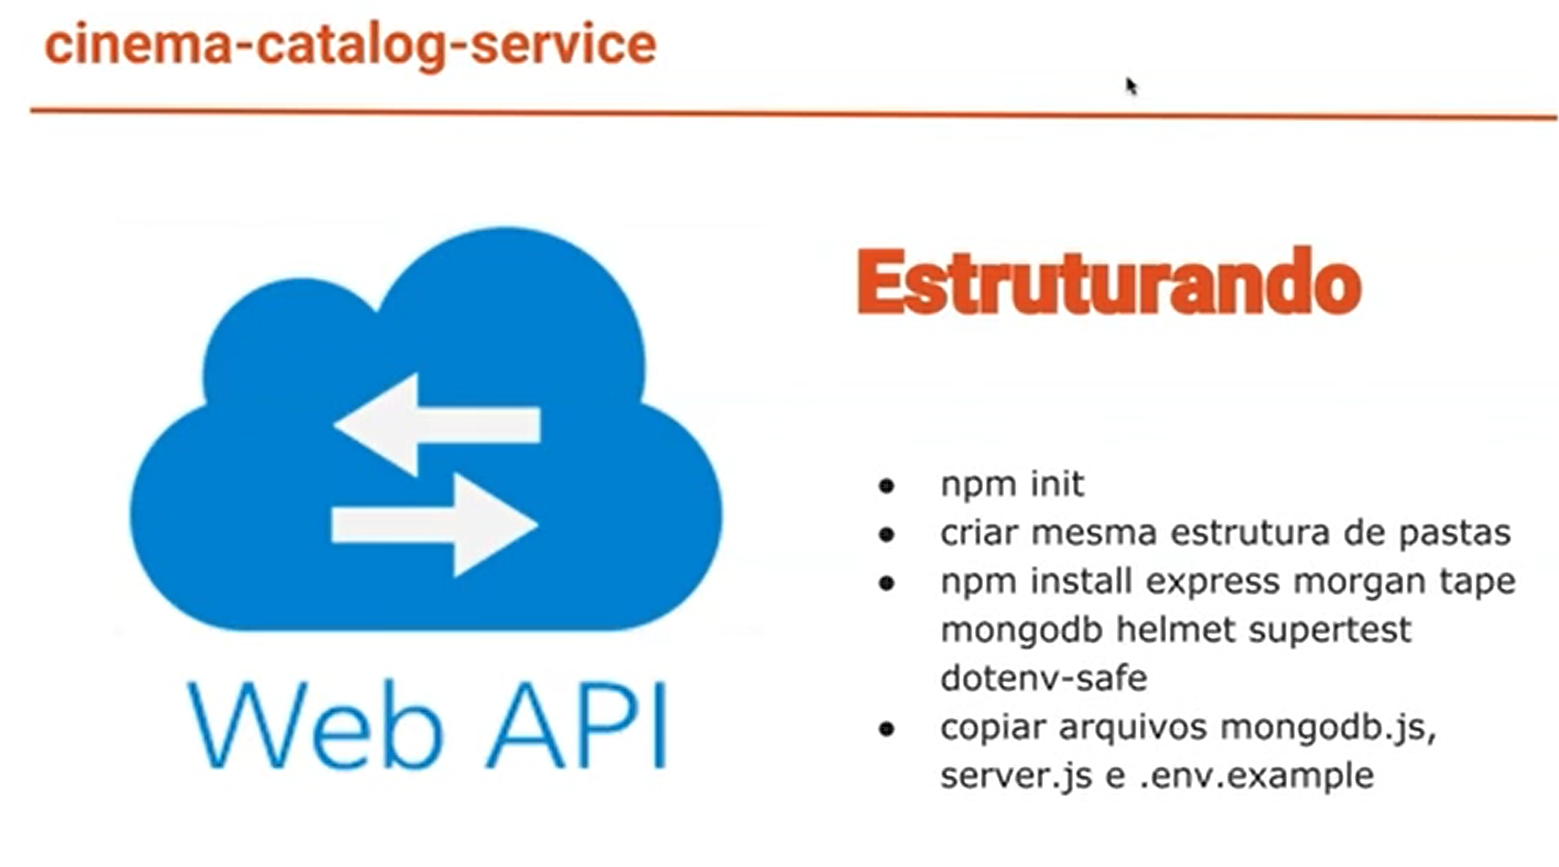 cinema-catalog-service
Estruturando
npm init
criar mesma estrutura de pastas
npm install express morgan tape
mongodb helmet supertest
dotenv-safe
copiar arquivos mongodb.js,
server.js e .env.example
Web API